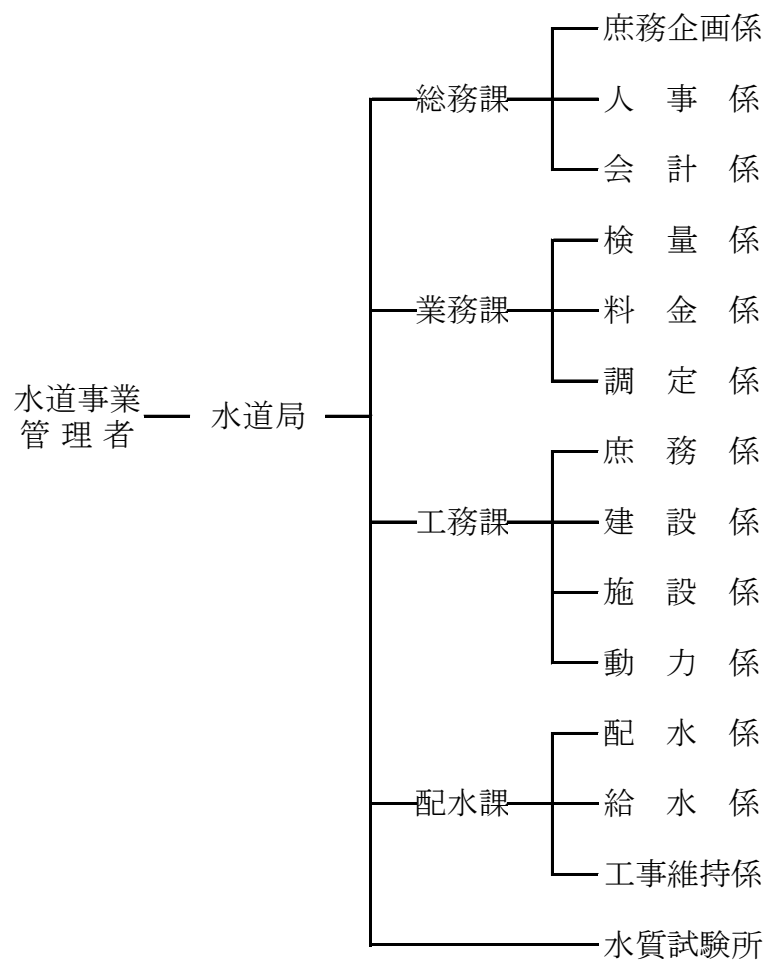 水道事業
管理者
水道局
総務課
庶務企画係
人事係
会計係
業務課
検量係
料金係
調定係
工務課
庶務係
建設係
施設係
動力係
配水課
配水係
給水係
工事維持係
水質試験所